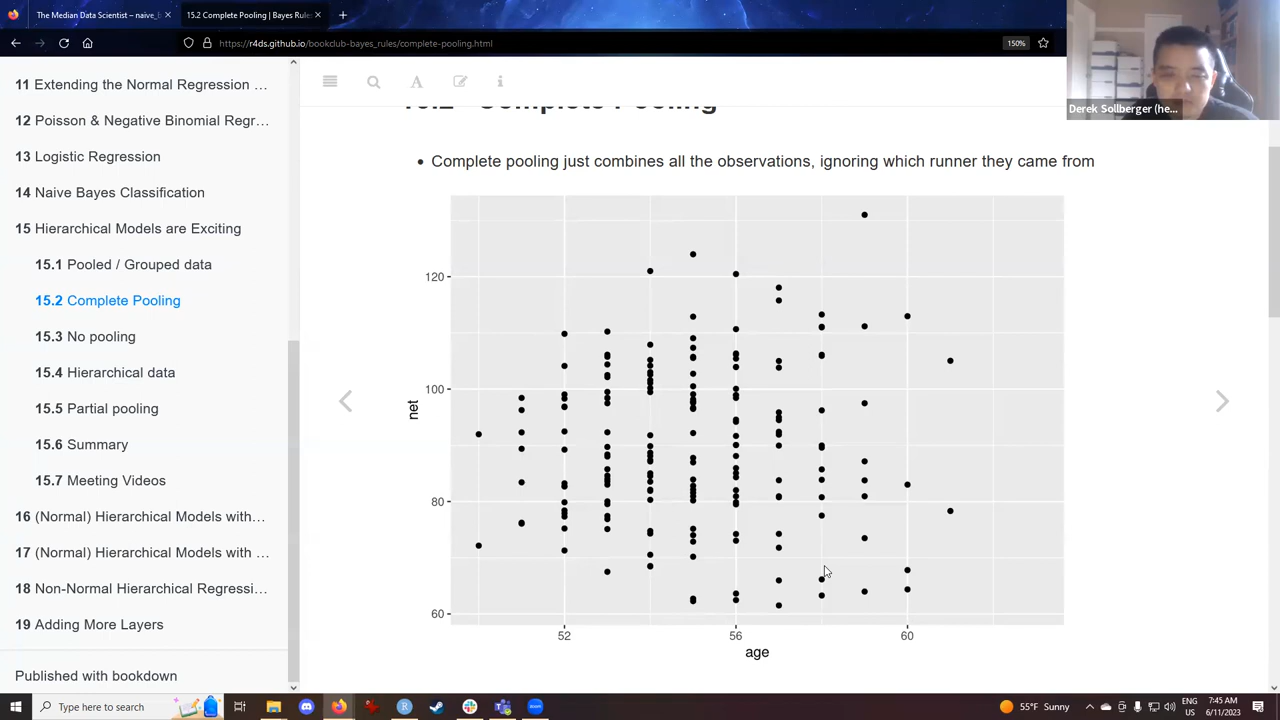 The Median Data Scientist – naive_b
15.2 Complete Pooling | Bayes Rules
https://r4ds.github.io/bookclub-bayes_rules/complete-pooling.html
150%
Derek Sollberger (he...
11 Extending the Normal Regression ...
12 Poisson & Negative Binomial Regr...
13 Logistic Regression
14 Naive Bayes Classification
15 Hierarchical Models are Exciting
15.1 Pooled / Grouped data
15.2 Complete Pooling
15.3 No pooling
15.4 Hierarchical data
15.5 Partial pooling
15.6 Summary
15.7 Meeting Videos
16 (Normal) Hierarchical Models with...
17 (Normal) Hierarchical Models with ...
18 Non-Normal Hierarchical Regressi...
19 Adding More Layers
Published with bookdown
15.2 Complete Pooling
• Complete pooling just combines all the observations, ignoring which runner they came from
120
100
80
60
net
52 56 60
age
Type here to search
55°F Sunny
ENG
US
7:45 AM
6/11/2023